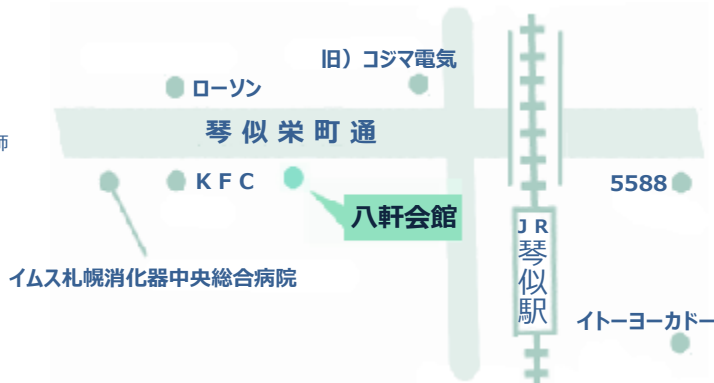 旧）コジマ電気
ローソン
琴似栄町通
師
KFC
5588
八軒会館
JR
琴似駅
イムス札幌消化器中央総合病院
イトーヨーカドー